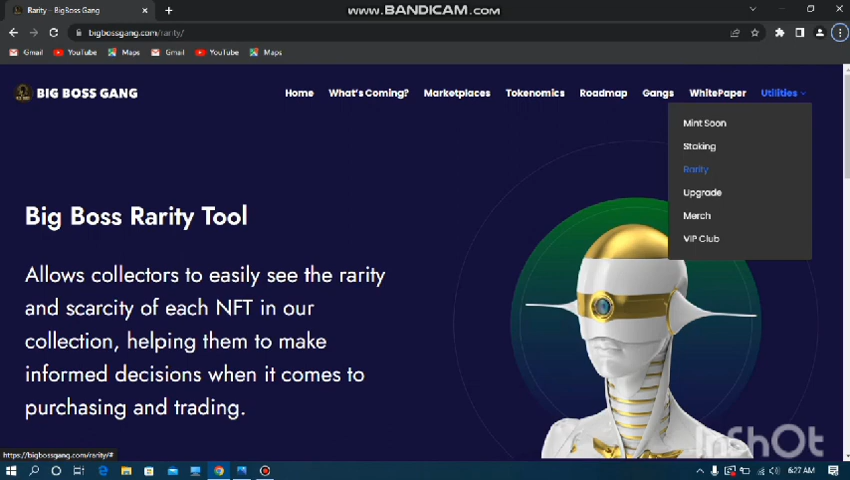 Rarity - BigBoss Gang
www.BANDICAM.com
bigbossgang.com/rarity/
Gmail YouTube Maps Gmail YouTube Maps
BIG BOSS GANG Home What's Coming? Marketplaces Tokenomics Roadmap Gangs WhitePaper Utilities
Mint Soon
Staking
Rarity
Upgrade
Merch
VIP Club
Big Boss Rarity Tool
Allows collectors to easily see the rarity
and scarcity of each NFT in our
collection, helping them to make
informed decisions when it comes to
purchasing and trading.
InShOt
https://bigbossgang.com/rarity/#
6:27 AM